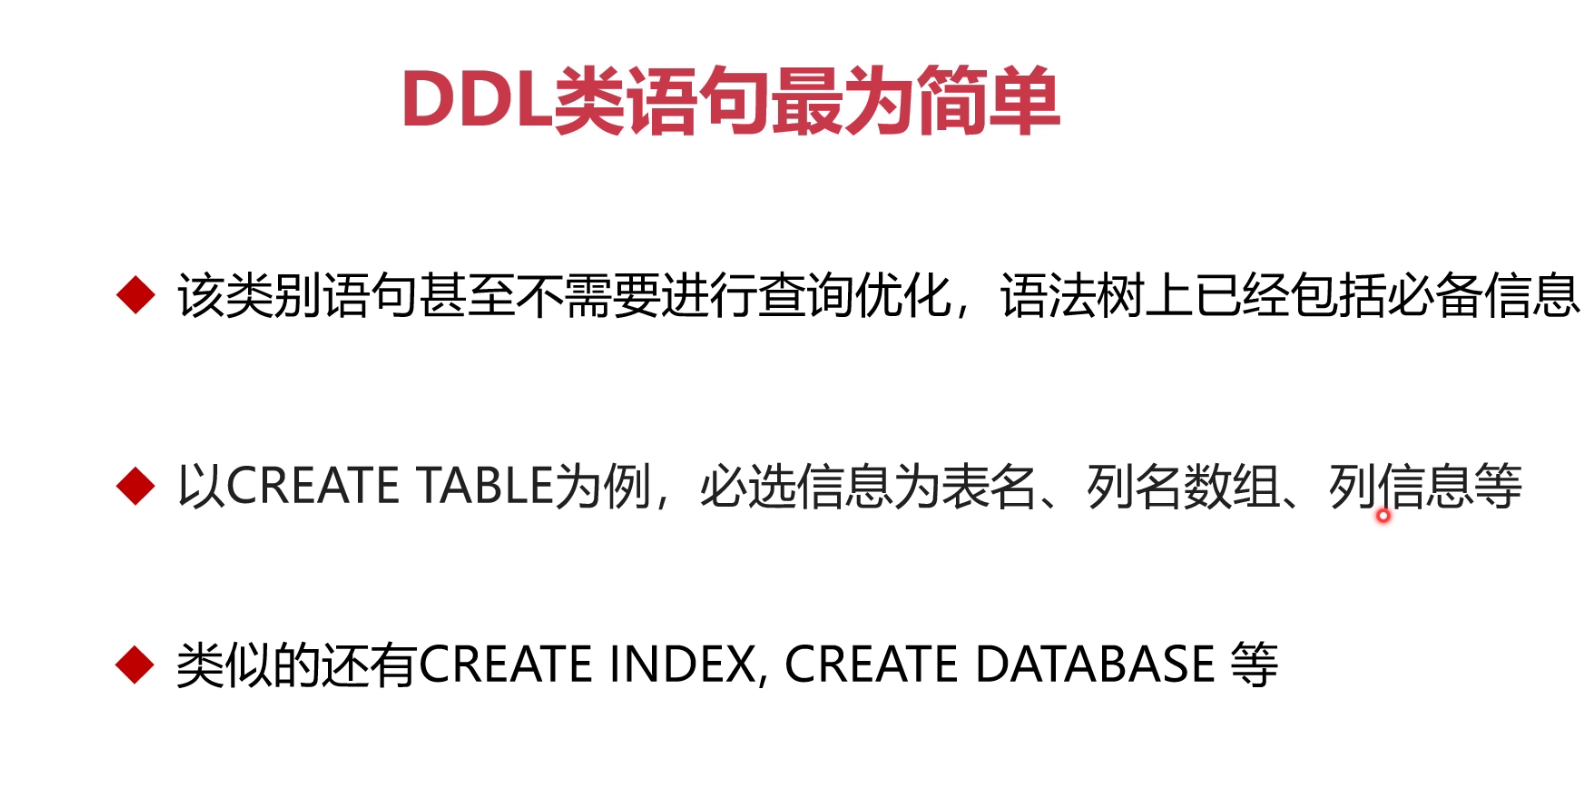 DDL类语句最为简单
该类别语句甚至不需要进行查询优化，语法树上已经包括必备信息
以CREATE TABLE为例，必选信息为表名、列名数组、列信息等
类似的还有CREATE INDEX, CREATE DATABASE 等